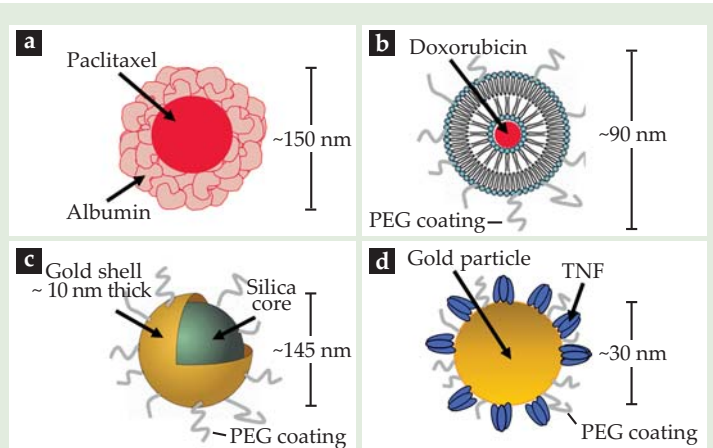 a
Paclitaxel
~150 nm
Albumin
b
Doxorubicin
~90 nm
PEG coating
c
Gold shell
~ 10 nm thick
Silica
core
~145 nm
PEG coating
d
Gold particle
TNF
~30 nm
PEG coating